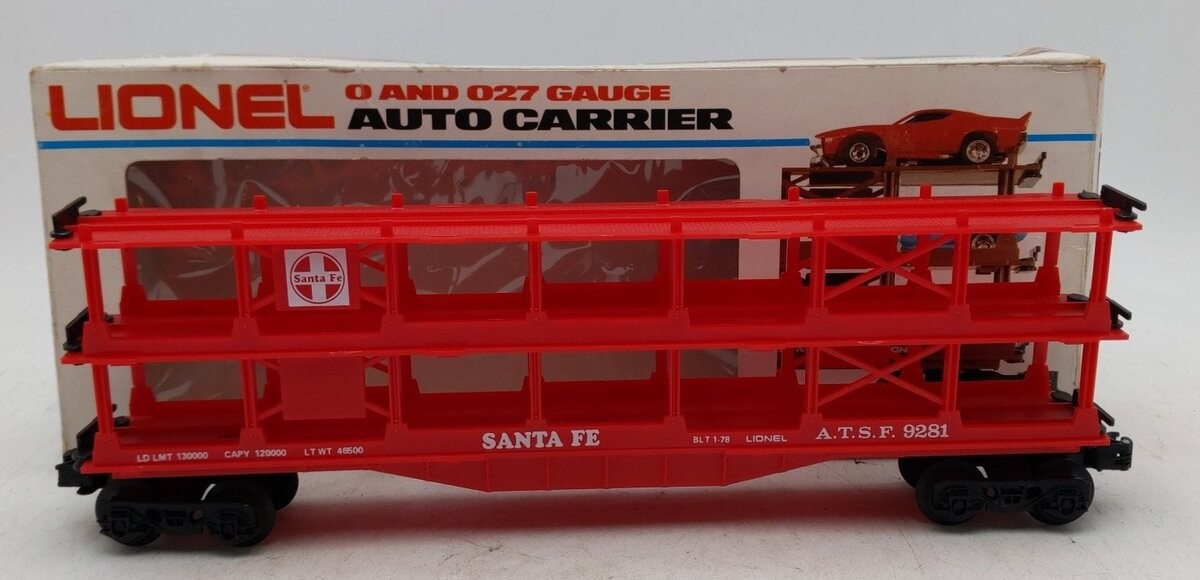 LIONEL
O AND O27 GAUGE
AUTO CARRIER
Santa Fe
SANTA FE
BLT 1-78 LIONEL
A.T.S.F. 9281
LD LMT 130000 CAPY 120000 LT WT 46500